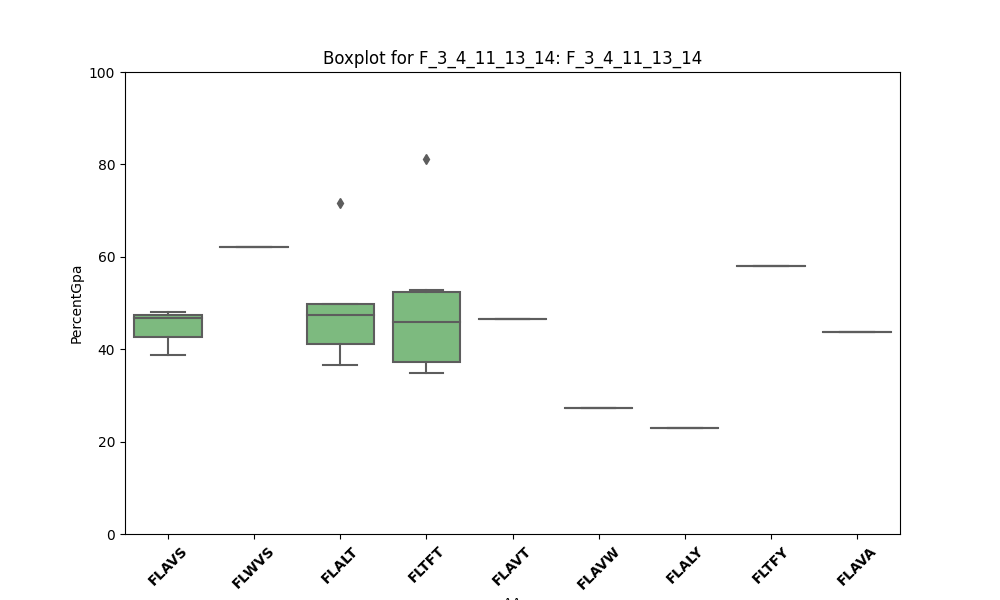 Boxplot for F_3_4_11_13_14: F_3_4_11_13_14
PercentGpa
100
80
60
40
20
0
FLAVS
FLWVS
FLALT
FLTFT
FLAVT
FLAVW
FLALY
FLTFY
FLAVA